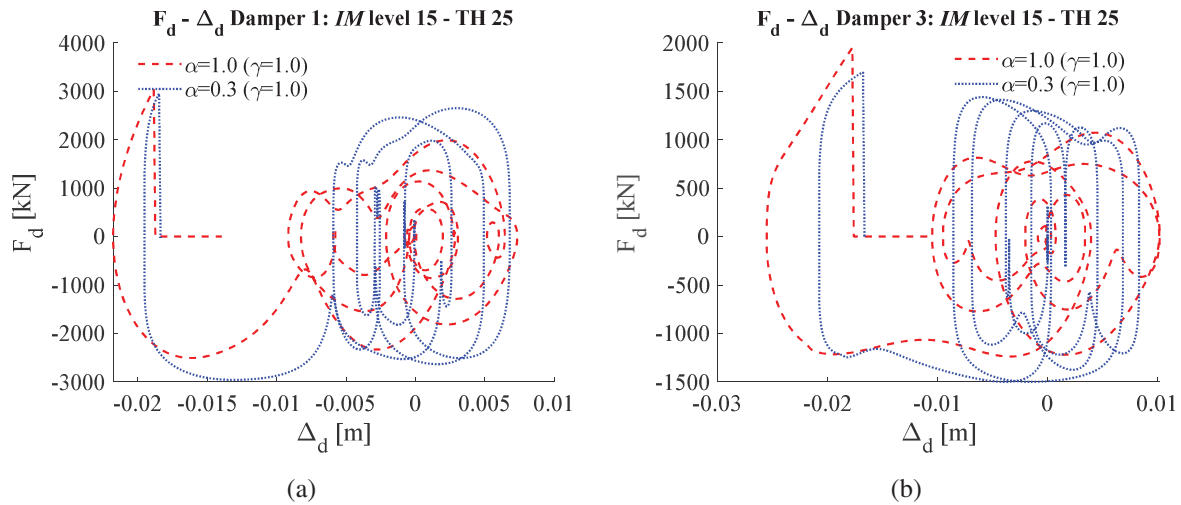 F_d - Δ_d Damper 1: IM level 15 - TH 25
4000
3000
2000
1000
0
-1000
-2000
-3000
F_d [kN]
α=1.0 (γ=1.0)
α=0.3 (γ=1.0)
-0.02 -0.015 -0.01 -0.005 0 0.005 0.01
Δ_d [m]
(a)
F_d - Δ_d Damper 3: IM level 15 - TH 25
2000
1500
1000
500
0
-500
-1000
-1500
F_d [kN]
α=1.0 (γ=1.0)
α=0.3 (γ=1.0)
-0.03 -0.02 -0.01 0 0.01
Δ_d [m]
(b)